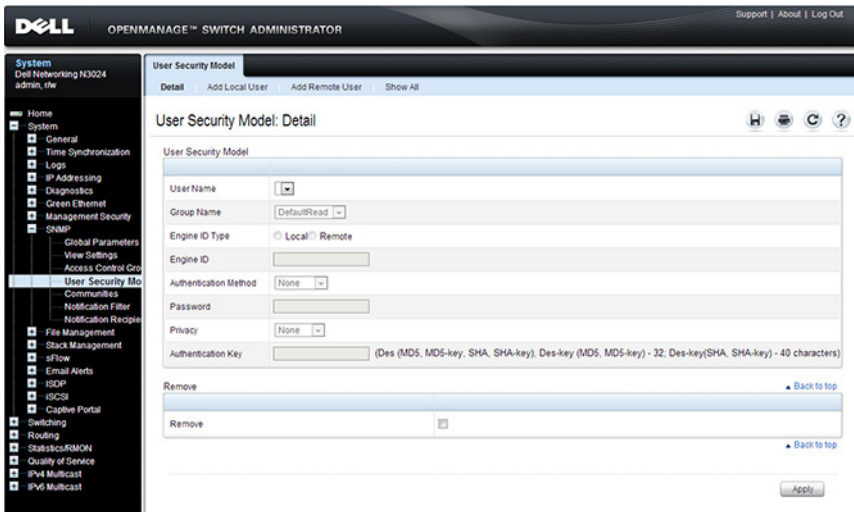 DELL OPENMANAGE™ SWITCH ADMINISTRATOR
Support | About | Log Out
System
Dell Networking N3024
admin, r/w
Home
System
General
Time Synchronization
Logs
IP Addressing
Diagnostics
Green Ethernet
Management Security
SNMP
Global Parameters
View Settings
Access Control Gro
User Security Mo
Communities
Notification Filter
Notification Recipie
File Management
Stack Management
sFlow
Email Alerts
ISDP
iSCSI
Captive Portal
Switching
Routing
Statistics/RMON
Quality of Service
IPv4 Multicast
IPv6 Multicast
User Security Model
Detail Add Local User Add Remote User Show All
User Security Model: Detail
User Security Model
User Name
Group Name DefaultRead
Engine ID Type Local Remote
Engine ID
Authentication Method None
Password
Privacy None
Authentication Key (Des (MD5, MD5-key, SHA, SHA-key), Des-key (MD5, MD5-key) - 32; Des-key(SHA, SHA-key) - 40 characters)
Remove ▲ Back to top
Remove
▲ Back to top
Apply